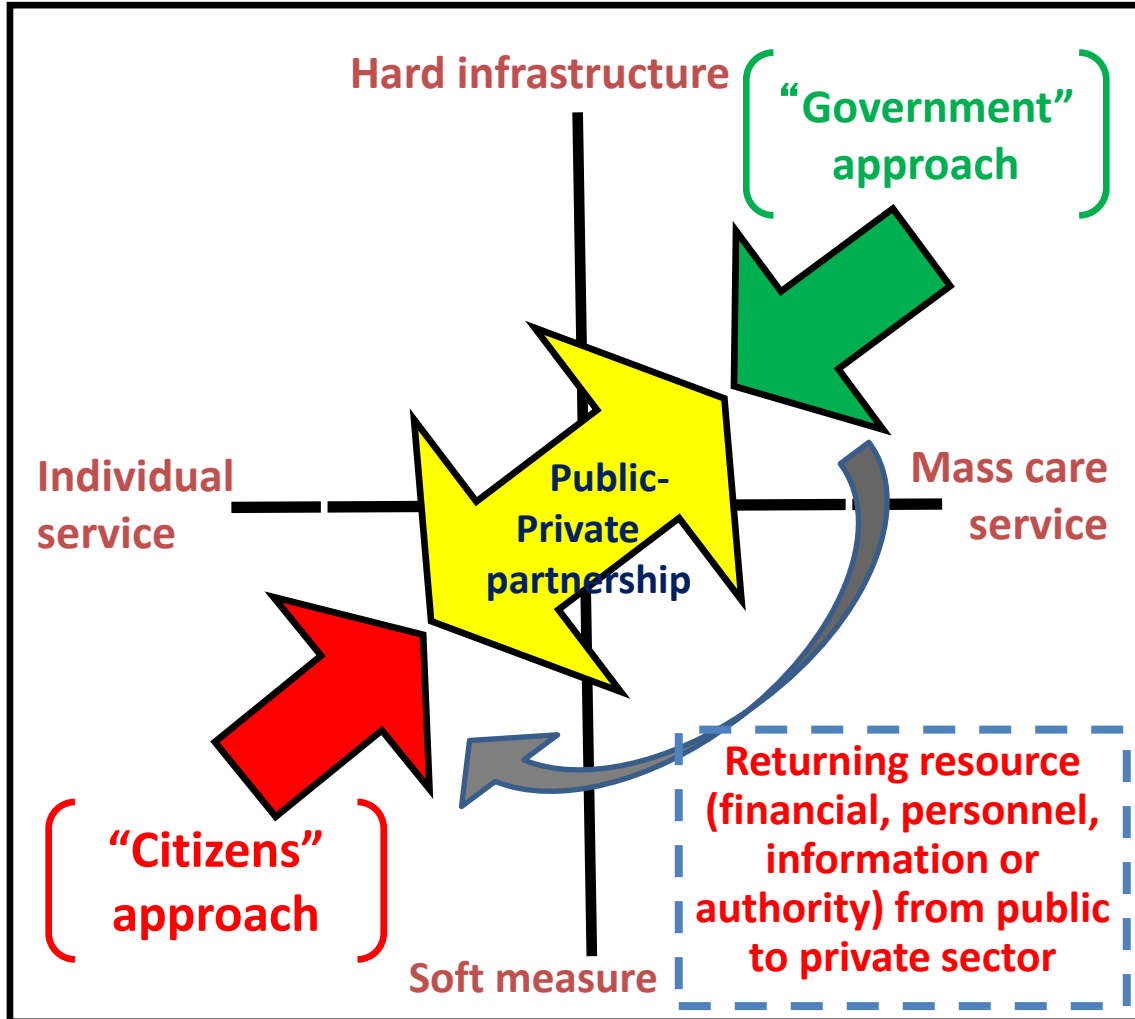 Hard infrastructure
“Government”
approach
Individual
service
Public-
Private
partnership
Mass care
service
“Citizens”
approach
Returning resource
(financial, personnel,
information or
authority) from public
to private sector
Soft measure